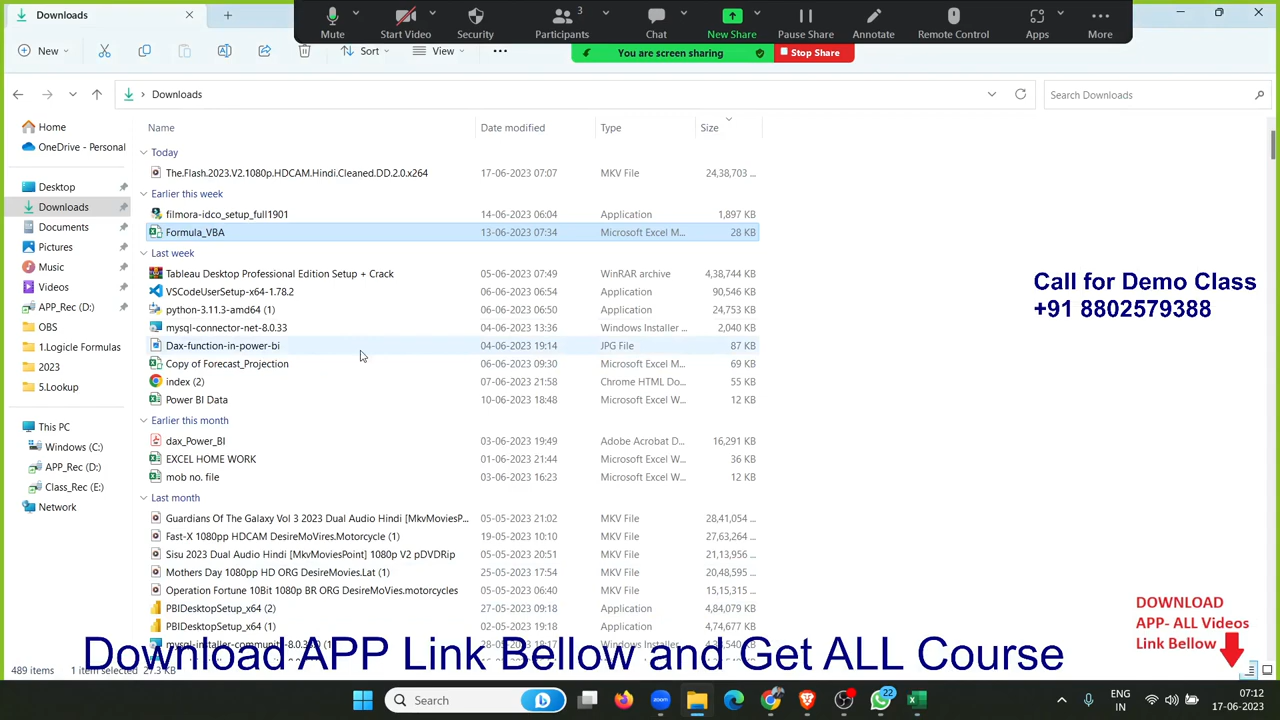 Downloads
Mute
Start Video
Security
Participants
3
Chat
New Share
Pause Share
Annotate
Remote Control
Apps
More
You are screen sharing
Stop Share
New
Sort
View
Downloads
Search Downloads
Home
OneDrive - Personal
Desktop
Downloads
Documents
Pictures
Music
Videos
APP_Rec (D:)
OBS
1.Logicle Formulas
2023
5.Lookup
This PC
Windows (C:)
APP_Rec (D:)
Class_Rec (E:)
Network
Name Date modified Type Size
Today
The.Flash.2023.V2.1080p.HDCAM.Hindi.Cleaned.DD.2.0.x264 17-06-2023 07:07 MKV File 24,38,703 ...
Earlier this week
filmora-idco_setup_full1901 14-06-2023 06:04 Application 1,897 KB
Formula_VBA 13-06-2023 07:34 Microsoft Excel M... 28 KB
Last week
Tableau Desktop Professional Edition Setup + Crack 05-06-2023 07:49 WinRAR archive 4,38,744 KB
VSCodeUserSetup-x64-1.78.2 06-06-2023 06:54 Application 90,546 KB
python-3.11.3-amd64 (1) 06-06-2023 06:50 Application 24,753 KB
mysql-connector-net-8.0.33 04-06-2023 13:36 Windows Installer ... 2,040 KB
Dax-function-in-power-bi 04-06-2023 19:14 JPG File 87 KB
Copy of Forecast_Projection 06-06-2023 09:30 Microsoft Excel M... 69 KB
index (2) 07-06-2023 21:58 Chrome HTML Do... 55 KB
Power BI Data 10-06-2023 18:48 Microsoft Excel W... 12 KB
Earlier this month
dax_Power_BI 03-06-2023 19:49 Adobe Acrobat D... 16,291 KB
EXCEL HOME WORK 01-06-2023 21:44 Microsoft Excel W... 36 KB
mob no. file 03-06-2023 16:23 Microsoft Excel W... 12 KB
Last month
Guardians Of The Galaxy Vol 3 2023 Dual Audio Hindi [MkvMoviesP... 05-05-2023 21:02 MKV File 28,41,054 ...
Fast-X 1080pp HDCAM DesireMoVires.Motorcycle (1) 19-05-2023 10:10 MKV File 27,63,264 ...
Sisu 2023 Dual Audio Hindi [MkvMoviesPoint] 1080p V2 pDVDRip 05-05-2023 20:51 MKV File 21,13,956 ...
Mothers Day 1080pp HD ORG DesireMovies.Lat (1) 25-05-2023 17:54 MKV File 20,48,595 ...
Operation Fortune 10Bit 1080p BR ORG DesireMoVies.motorcycles 05-05-2023 06:40 MKV File 15,15,315 ...
PBIDesktopSetup_x64 (2) 27-05-2023 09:18 Application 4,84,079 KB
PBIDesktopSetup_x64 (1) 02-05-2023 19:18 Application 4,74,677 KB
Call for Demo Class
+91 8802579388
DOWNLOAD
APP- ALL Videos
Link Bellow
Download APP Link Bellow and Get ALL Course
489 items 1 item selected 27.3 KB
Search
zoom
22
ENG
IN
07:12
17-06-2023